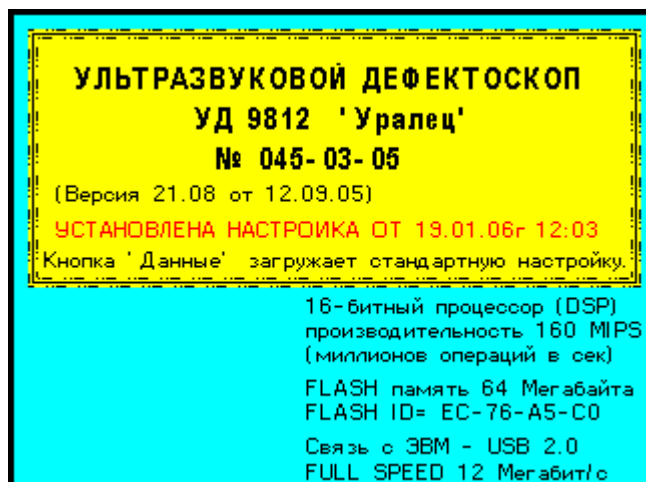 УЛЬТРАЗВУКОВОЙ ДЕФЕКТОСКОП
УД 9812 'Уралец'
№ 045-03-05
(Версия 21.08 от 12.09.05)
УСТАНОВЛЕНА НАСТРОИКА ОТ 19.01.06г 12:03
Кнопка 'Данные' загружает стандартную настройку.
16-битный процессор (DSP)
производительность 160 MIPS
(миллионов операций в сек)
FLASH память 64 Мегабайта
FLASH ID= EC-76-A5-C0
Связь с ЭВМ - USB 2.0
FULL SPEED 12 Мегабит/с